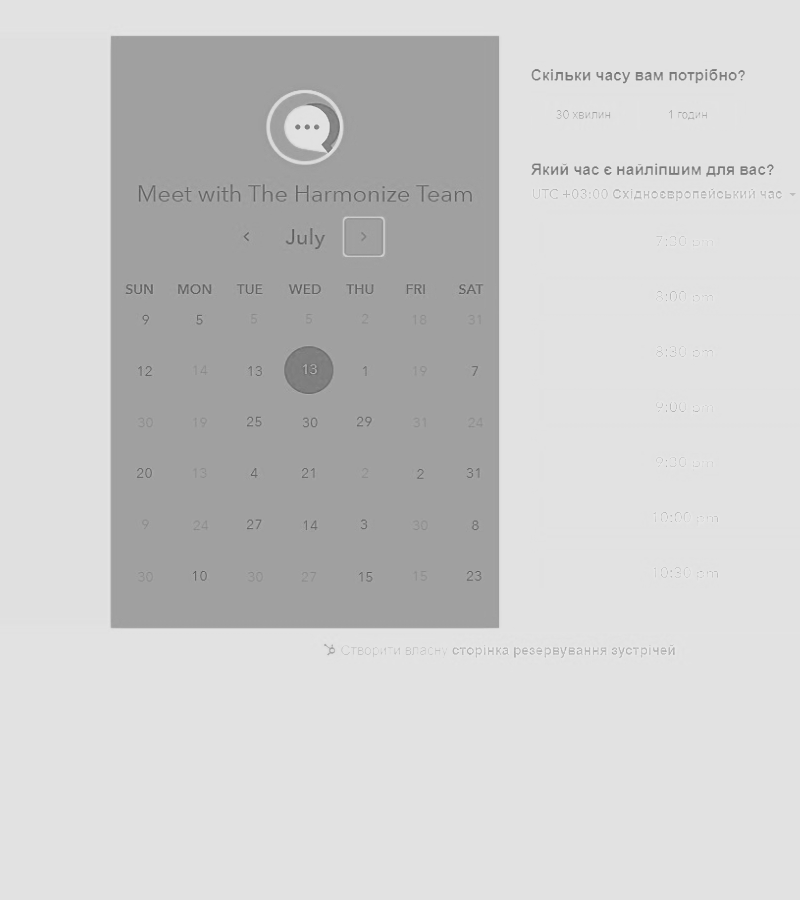 Meet with The Harmonize Team
July
SUN MON TUE WED THU FRI SAT
9 5 5 5 2 18 31
12 14 13 13 1 19 7
30 19 25 30 29 31 24
20 13 4 21 2 2 31
9 24 27 14 3 30 8
30 10 30 27 15 15 23
Скільки часу вам потрібно?
30 хвилин 1 годин
Який час є найліпшим для вас?
UTC +03:00 Східноєвропейський час
7:30 pm
8:00 pm
8:30 pm
9:00 pm
9:30 pm
10:00 pm
10:30 pm
Створити власну сторінка резервування зустрічей